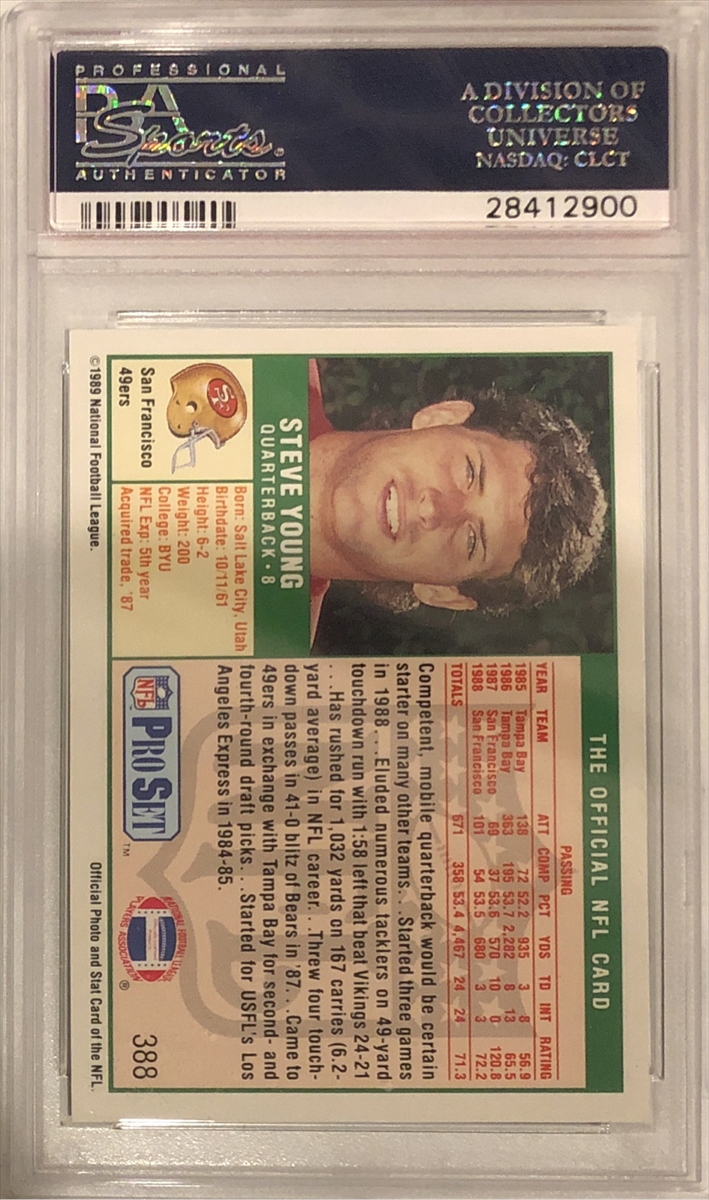 PROFESSIONAL
PSA
Sports.
AUTHENTICATOR
A DIVISION OF
COLLECTORS
UNIVERSE
NASDAQ: CLCT
28412900
THE OFFICIAL NFL CARD
PASSING
YEAR TEAM ATT COMP PCT YDS TD INT RATING
1985 Tampa Bay 138 72 52.2 935 3 8 56.9
1986 Tampa Bay 363 195 53.7 2,282 8 13 65.5
1987 San Francisco 69 37 53.6 570 10 0 120.8
1988 San Francisco 101 54 53.5 680 3 3 72.2
TOTALS 671 358 53.4 4,467 24 24 71.3
Competent, mobile quarterback would be certain
starter on many other teams. . .Started three games
in 1988. . .Eluded numerous tacklers on 49-yard
touchdown run with 1:58 left that beat Vikings 24-21
. . .Has rushed for 1,032 yards on 167 carries (6.2-
yard average) in NFL career. . .Threw four touch-
down passes in 41-0 blitz of Bears in '87. . .Came to
49ers in exchange with Tampa Bay for second- and
fourth-round draft picks. . .Started for USFL's Los
Angeles Express in 1984-85.
STEVE YOUNG
QUARTERBACK • 8
SF
San Francisco
49ers
Born: Salt Lake City, Utah
Birthdate: 10/11/61
Height: 6-2
Weight: 200
College: BYU
NFL Exp: 5th year
Acquired trade, '87
NFL
PRO SET
™
NATIONAL FOOTBALL LEAGUE
PLAYERS ASSOCIATION
®
388
©1989 National Football League.
Official Photo and Stat Card of the NFL.